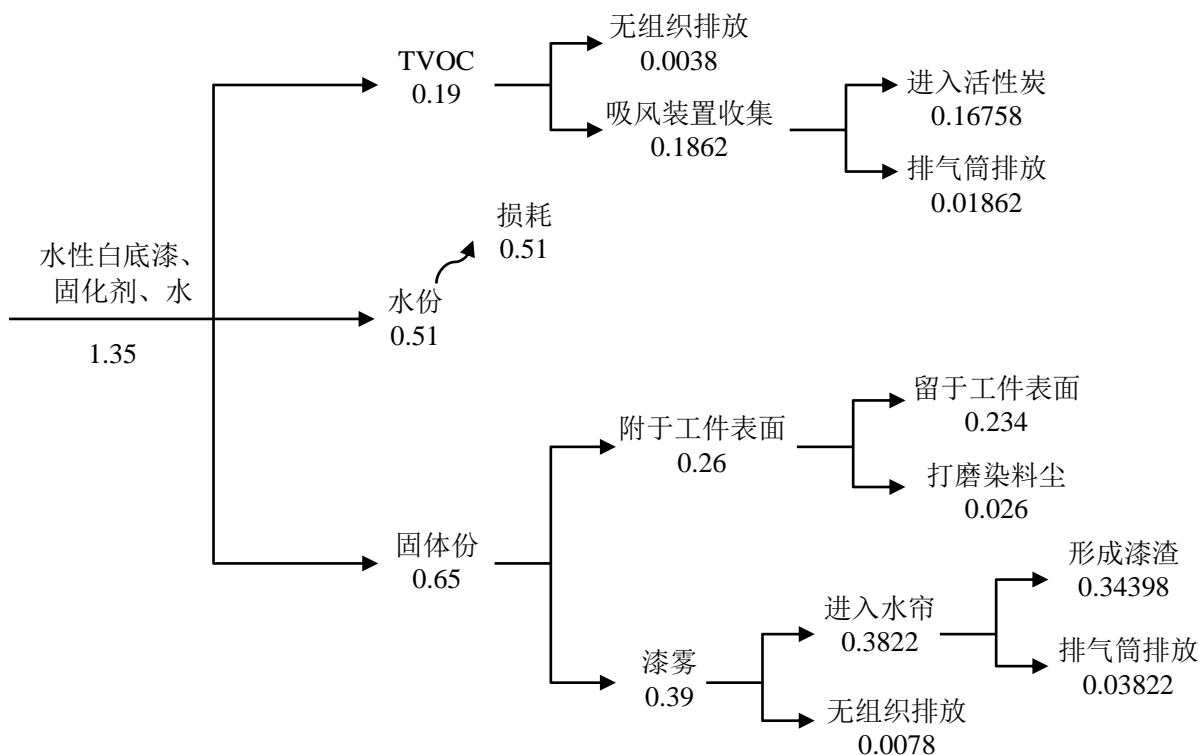 无组织排放
0.0038
TVOC
0.19
吸风装置收集
0.1862
进入活性炭
0.16758
排气筒排放
0.01862
损耗
0.51
水性白底漆、
固化剂、水
1.35
水份
0.51
留于工件表面
0.234
附于工件表面
0.26
打磨染料尘
0.026
固体份
0.65
形成漆渣
0.34398
进入水帘
0.3822
排气筒排放
0.03822
漆雾
0.39
无组织排放
0.0078